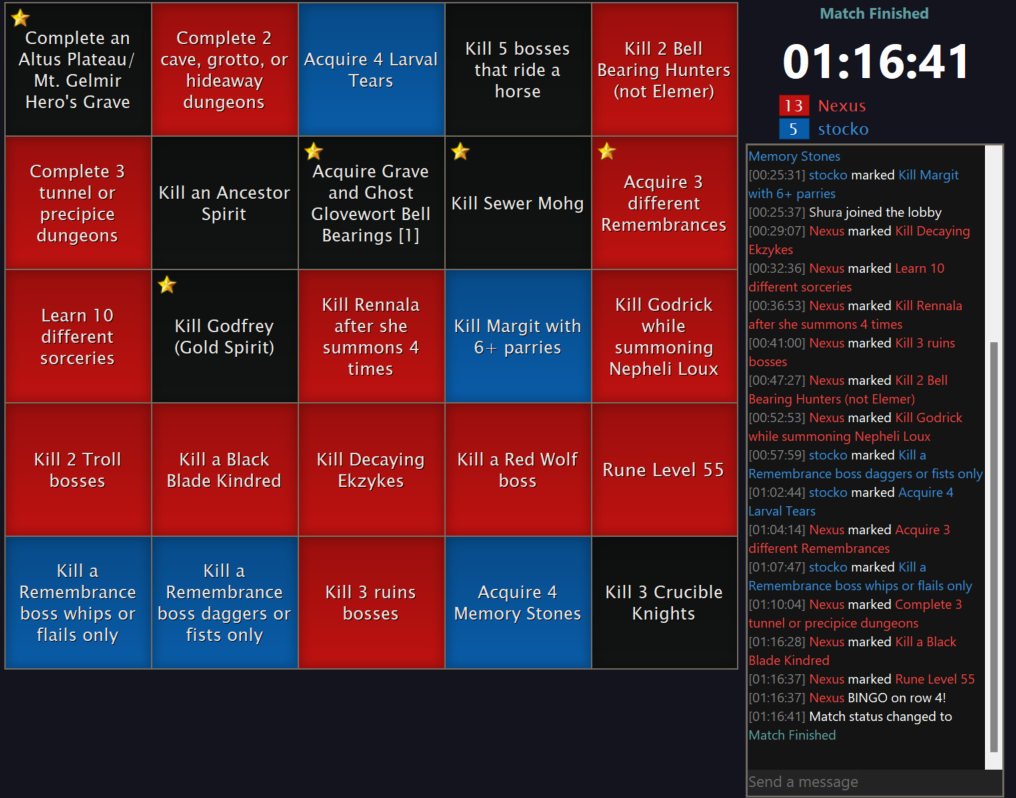 Complete an
Altus Plateau/
Mt. Gelmir
Hero's Grave
Complete 2
cave, grotto, or
hideaway
dungeons
Acquire 4 Larval
Tears
Kill 5 bosses
that ride a
horse
Kill 2 Bell
Bearing Hunters
(not Elemer)
Complete 3
tunnel or
precipice
dungeons
Kill an Ancestor
Spirit
Acquire Grave
and Ghost
Glovewort Bell
Bearings [1]
Kill Sewer Mohg
Acquire 3
different
Remembrances
Learn 10
different
sorceries
Kill Godfrey
(Gold Spirit)
Kill Rennala
after she
summons 4
times
Kill Margit with
6+ parries
Kill Godrick
while
summoning
Nepheli Loux
Kill 2 Troll
bosses
Kill a Black
Blade Kindred
Kill Decaying
Ekzykes
Kill a Red Wolf
boss
Rune Level 55
Kill a
Remembrance
boss whips or
flails only
Kill a
Remembrance
boss daggers or
fists only
Kill 3 ruins
bosses
Acquire 4
Memory Stones
Kill 3 Crucible
Knights
Match Finished
01:16:41
13 Nexus
5 stocko
Memory Stones
[00:25:31] stocko marked Kill Margit
with 6+ parries
[00:25:37] Shura joined the lobby
[00:29:07] Nexus marked Kill Decaying
Ekzykes
[00:32:36] Nexus marked Learn 10
different sorceries
[00:36:53] Nexus marked Kill Rennala
after she summons 4 times
[00:41:00] Nexus marked Kill 3 ruins
bosses
[00:47:27] Nexus marked Kill 2 Bell
Bearing Hunters (not Elemer)
[00:52:53] Nexus marked Kill Godrick
while summoning Nepheli Loux
[00:57:59] stocko marked Kill a
Remembrance boss daggers or fists only
[01:02:44] stocko marked Acquire 4
Larval Tears
[01:04:14] Nexus marked Acquire 3
different Remembrances
[01:07:47] stocko marked Kill a
Remembrance boss whips or flails only
[01:10:04] Nexus marked Complete 3
tunnel or precipice dungeons
[01:16:28] Nexus marked Kill a Black
Blade Kindred
[01:16:37] Nexus marked Rune Level 55
[01:16:37] Nexus BINGO on row 4!
[01:16:41] Match status changed to
Match Finished
Send a message